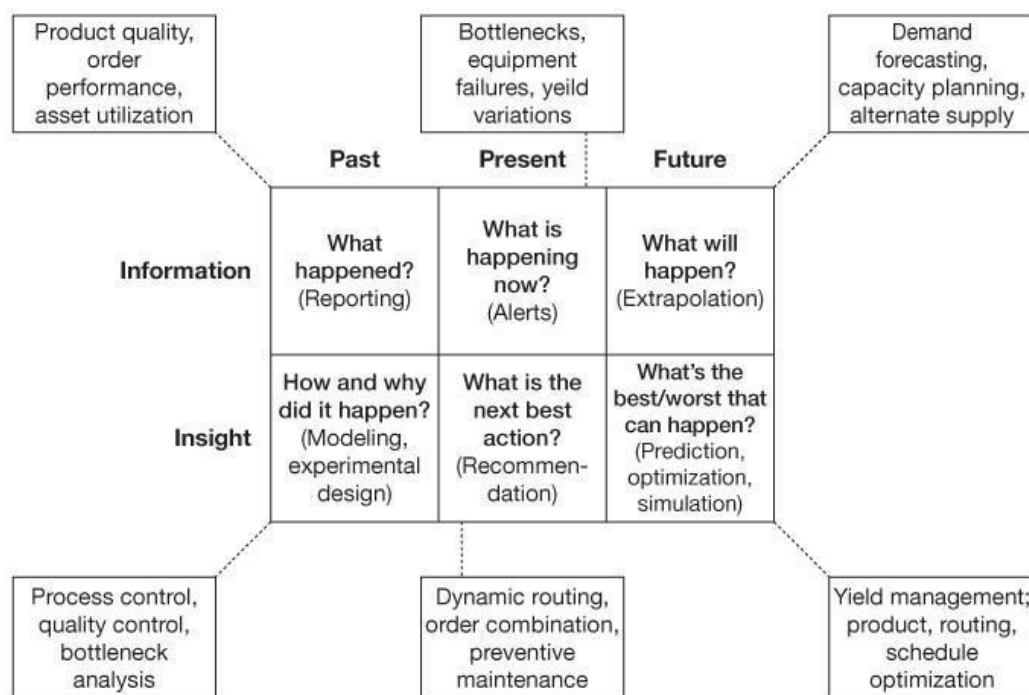 Product quality,
order
performance,
asset utilization
Bottlenecks,
equipment
failures, yeild
variations
Demand
forecasting,
capacity planning,
alternate supply
Past
Present
Future
Information
What
happened?
(Reporting)
What is
happening
now?
(Alerts)
What will
happen?
(Extrapolation)
Insight
How and why
did it happen?
(Modeling,
experimental
design)
What is the
next best
action?
(Recommen-
dation)
What's the
best/worst that
can happen?
(Prediction,
optimization,
simulation)
Process control,
quality control,
bottleneck
analysis
Dynamic routing,
order combination,
preventive
maintenance
Yield management;
product, routing,
schedule
optimization